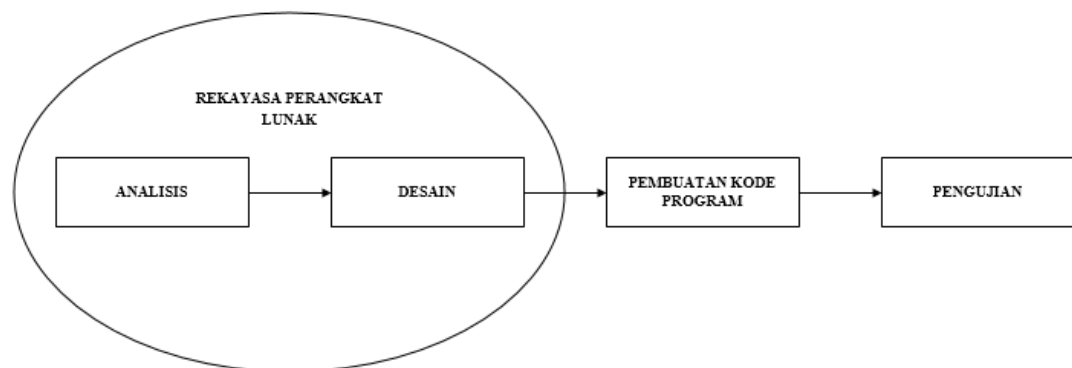 REKAYASA PERANGKAT
LUNAK
ANALISIS
DESAIN
PEMBUATAN KODE
PROGRAM
PENGUJIAN